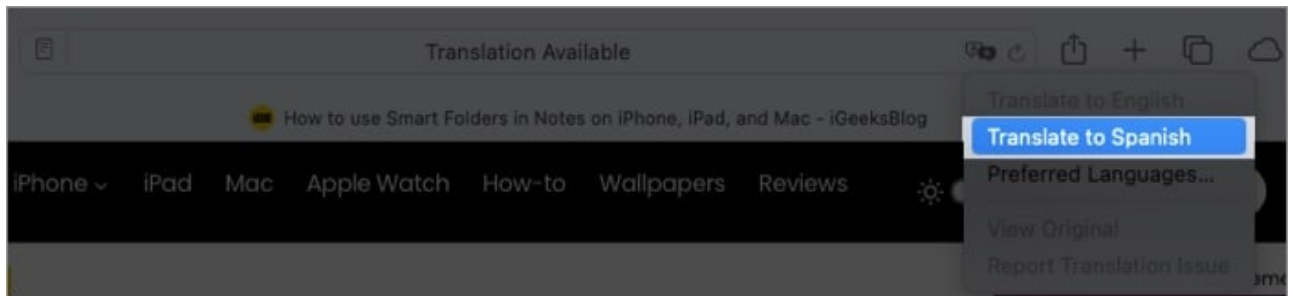 Translation Available
How to use Smart Folders in Notes on iPhone, iPad, and Mac - iGeeksBlog
Translate to English
Translate to Spanish
Preferred Languages...
View Original
Report Translation Issue
iPhone iPad Mac Apple Watch How-to Wallpapers Reviews